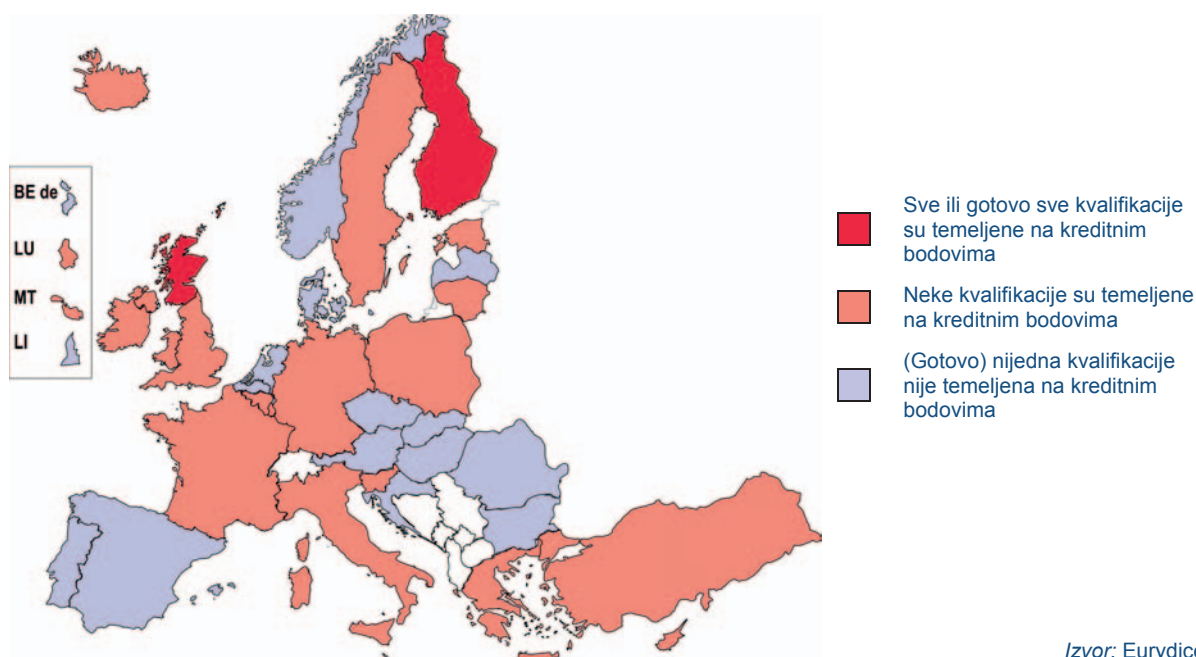 BE de
LU
MT
LI
Sve ili gotovo sve kvalifikacije
su temeljene na kreditnim
bodovima
Neke kvalifikacije su temeljene
na kreditnim bodovima
(Gotovo) nijedna kvalifikacije
nije temeljena na kreditnim
bodovima
Izvor: Eurydice